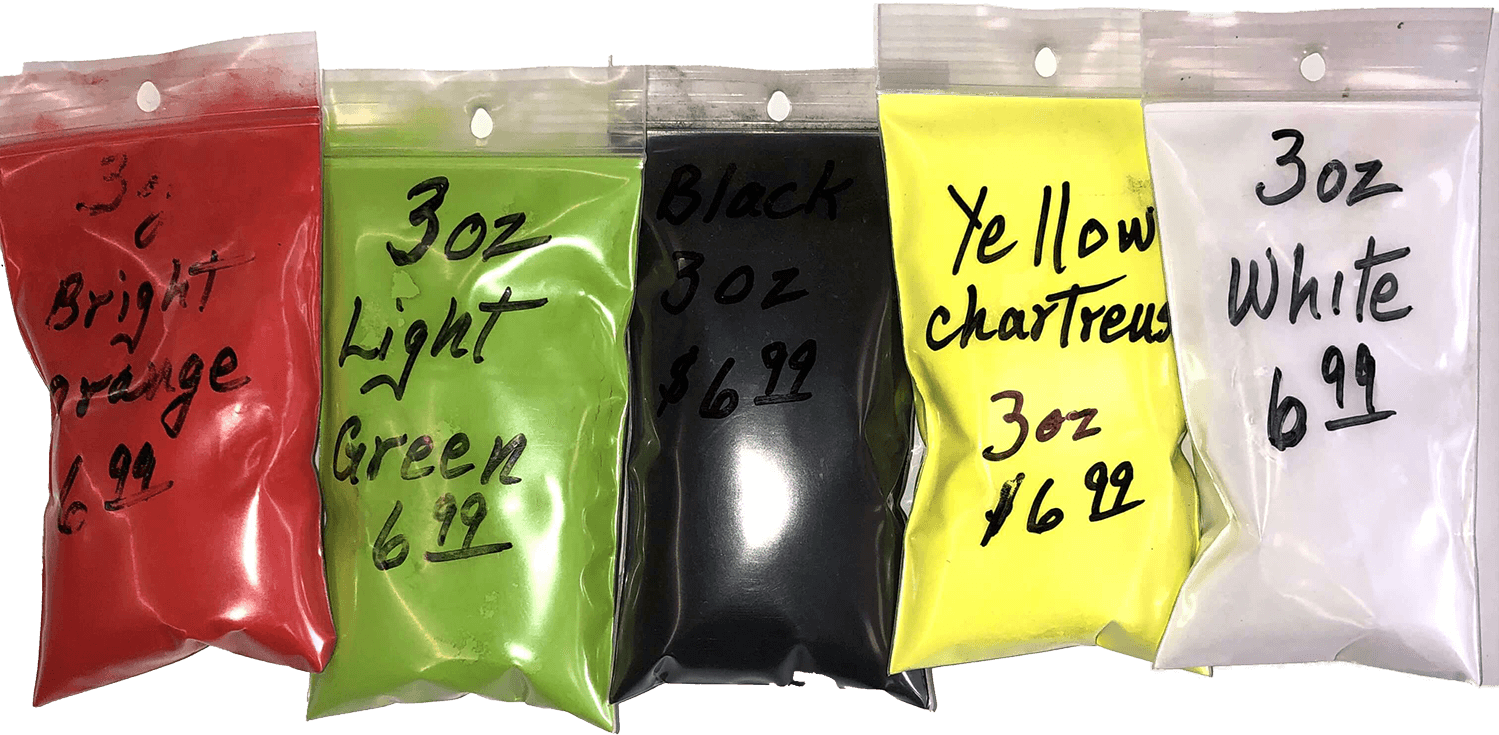 3oz
Bright
orange
6 99
3oz
Light
Green
6 99
Black
3oz
$6 99
Yellow
chartreus
3oz
$6 99
3oz
White
6 99